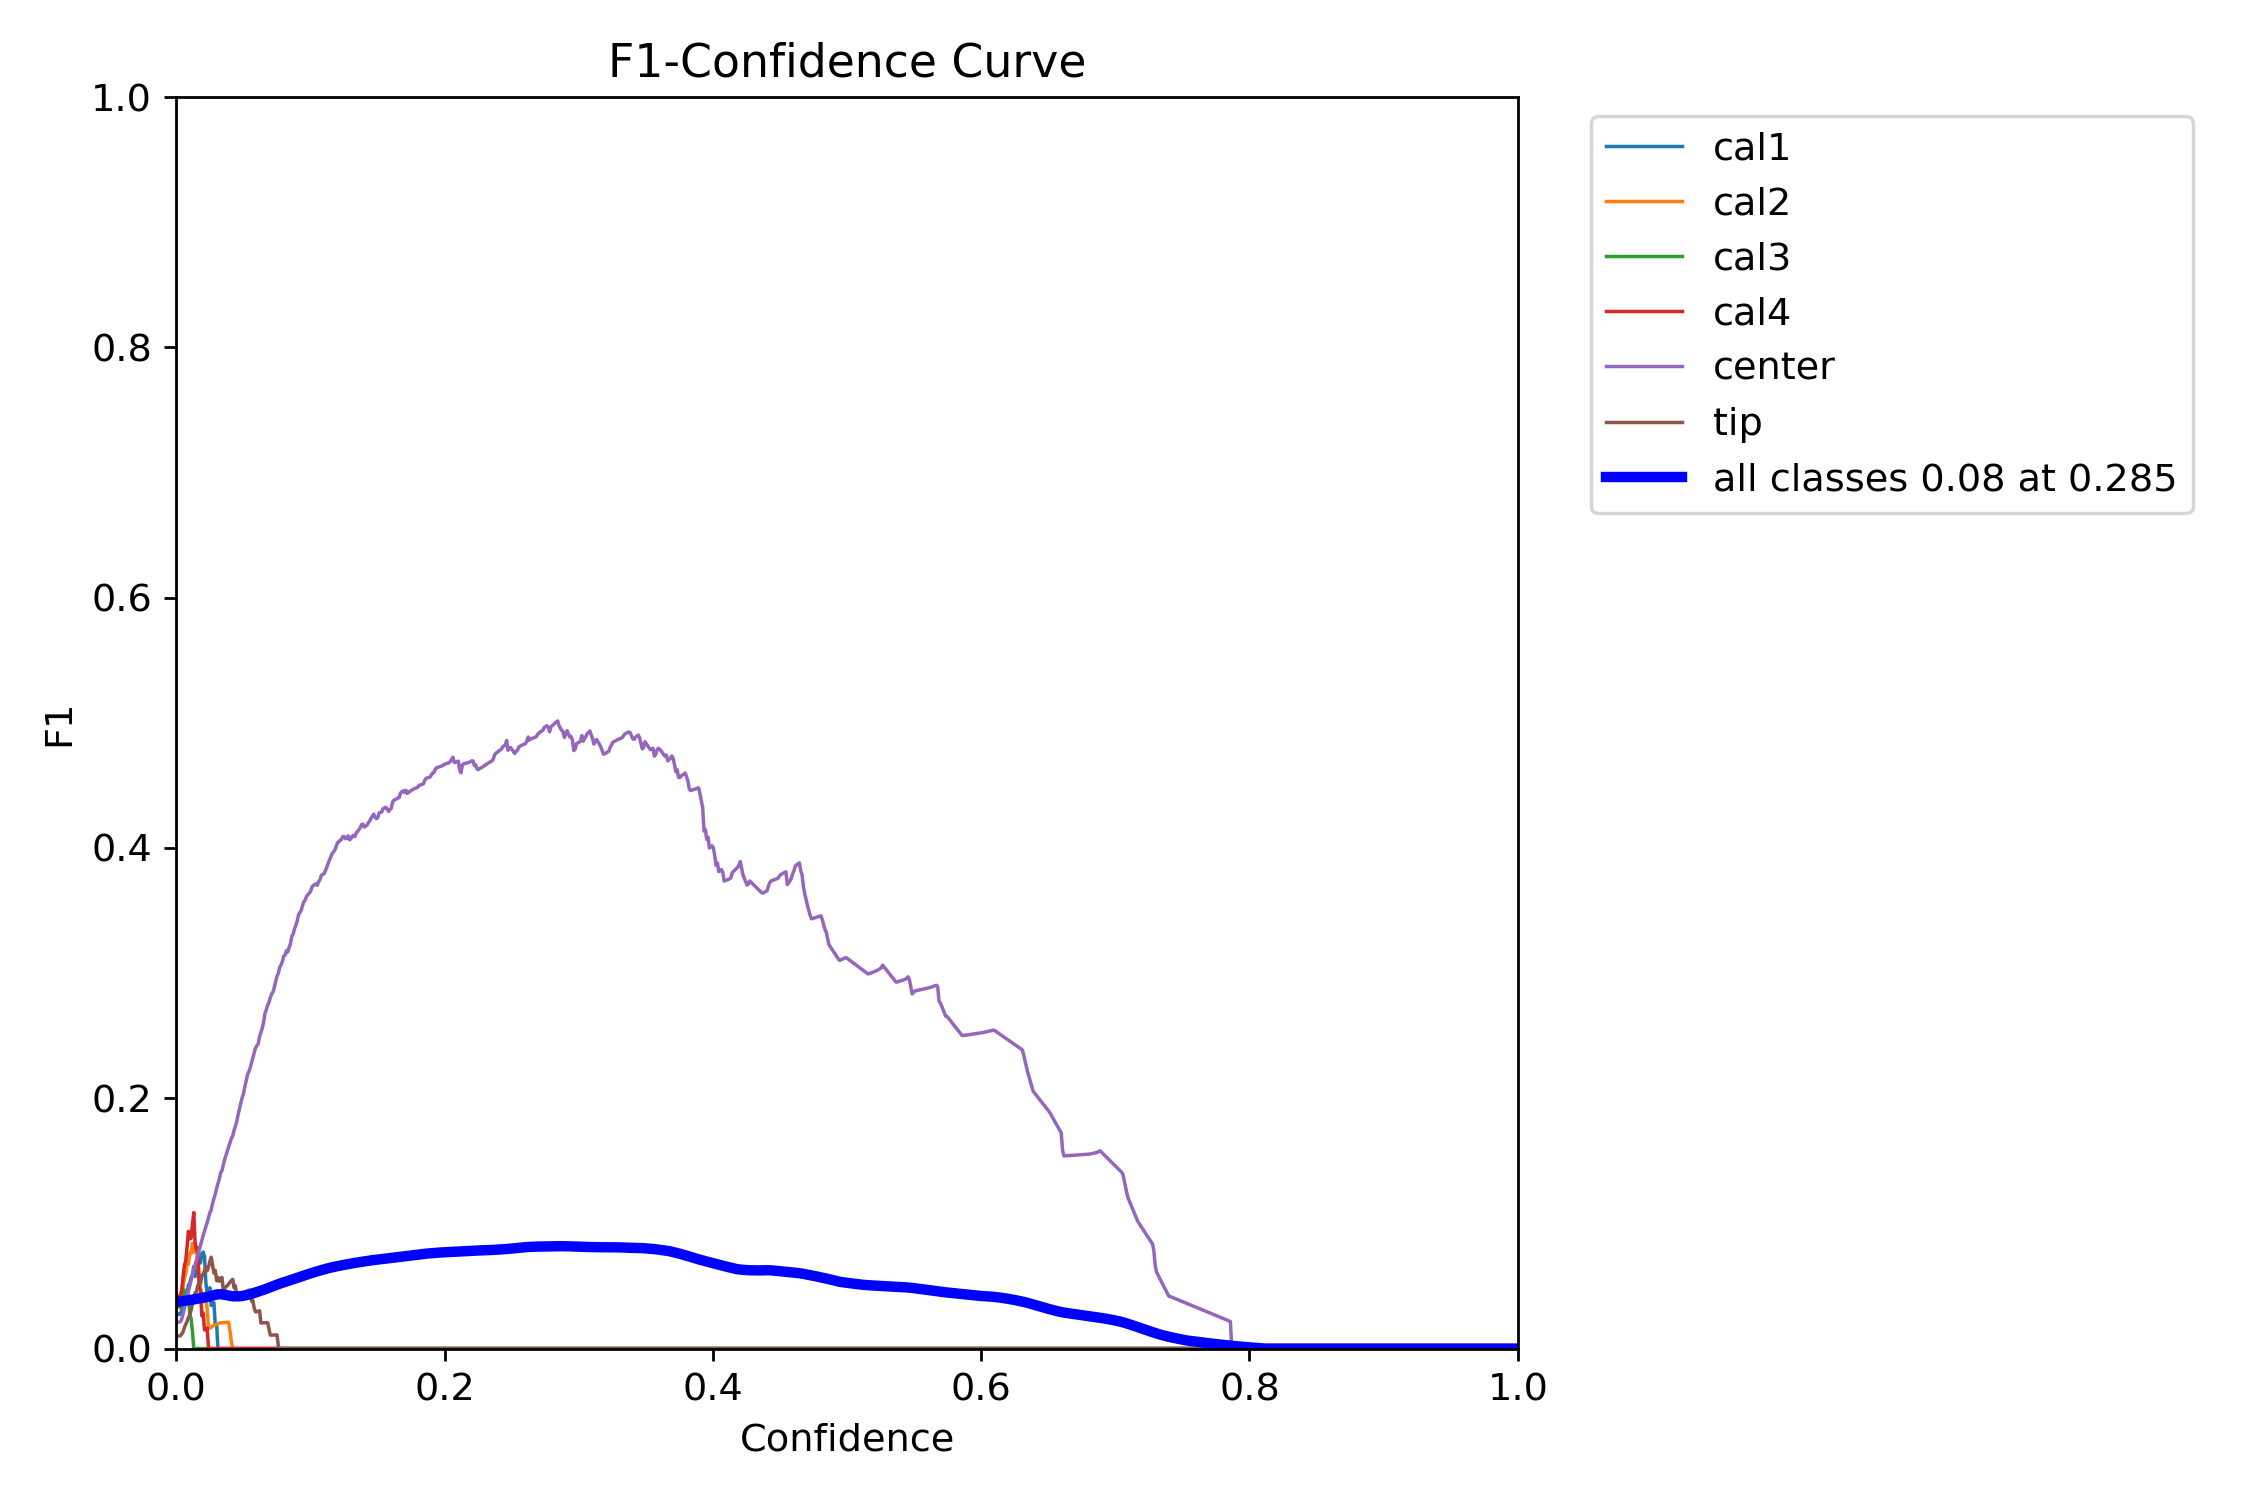 F1-Confidence Curve
1.0
0.8
0.6
0.4
0.2
0.0
F1
0.0 0.2 0.4 0.6 0.8 1.0
Confidence
cal1
cal2
cal3
cal4
center
tip
all classes 0.08 at 0.285